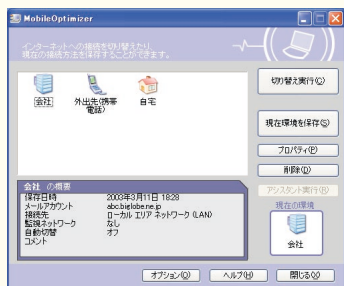 MobileOptimizer
インターネットへの接続を切り替えたり、
現在の接続方法を保存することができます。
会社
外出先(携帯
電話)
自宅
切り替え実行(C)
現在環境を保存(S)
プロパティ(P)
削除(D)
アシスタント実行(R)
現在の環境
会社
会社 の概要
保存日時 2003年3月11日 18:28
メールアカウント abc.biglobe.ne.jp
接続先 ローカル エリア ネットワーク (LAN)
監視ネットワーク なし
自動切替 オフ
コメント
オプション(O)
ヘルプ(H)
閉じる(X)